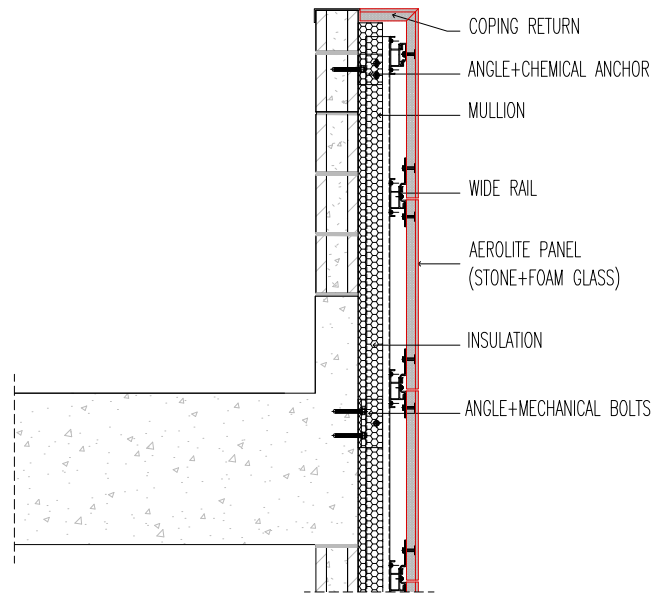 COPING RETURN
ANGLE+CHEMICAL ANCHOR
MULLION
WIDE RAIL
AEROLITE PANEL
(STONE+FOAM GLASS)
INSULATION
ANGLE+MECHANICAL BOLTS